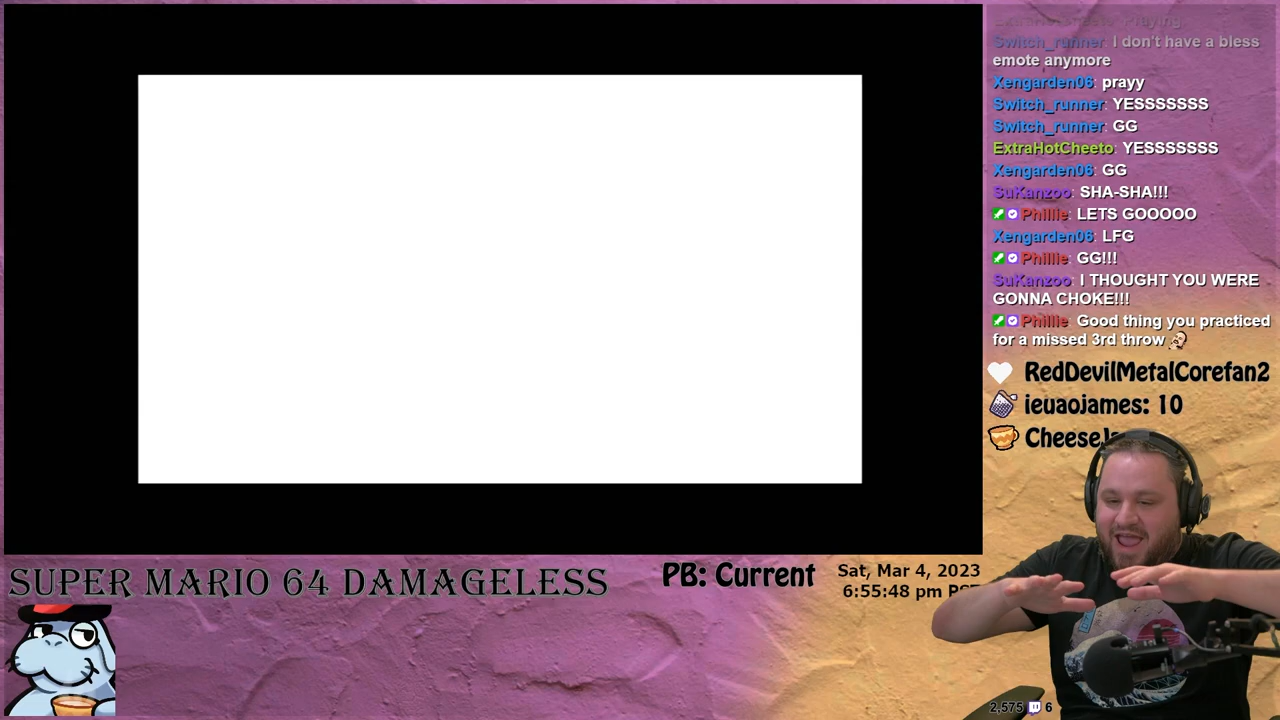 Switch_runner: I don't have a bless
emote anymore
Xengarden06: prayy
Switch_runner: YESSSSSSS
Switch_runner: GG
ExtraHotCheeto: YESSSSSSS
Xengarden06: GG
SuKanzoo: SHA-SHA!!!
Phillie: LETS GOOOOO
Xengarden06: LFG
Phillie: GG!!!
SuKanzoo: I THOUGHT YOU WERE
GONNA CHOKE!!!
Phillie: Good thing you practiced
for a missed 3rd throw
RedDevilMetalCorefan2
ieuaojames: 10
SUPER MARIO 64 DAMAGELESS
PB: Current
Sat, Mar 4, 2023
6:55:48 pm
2,575 6